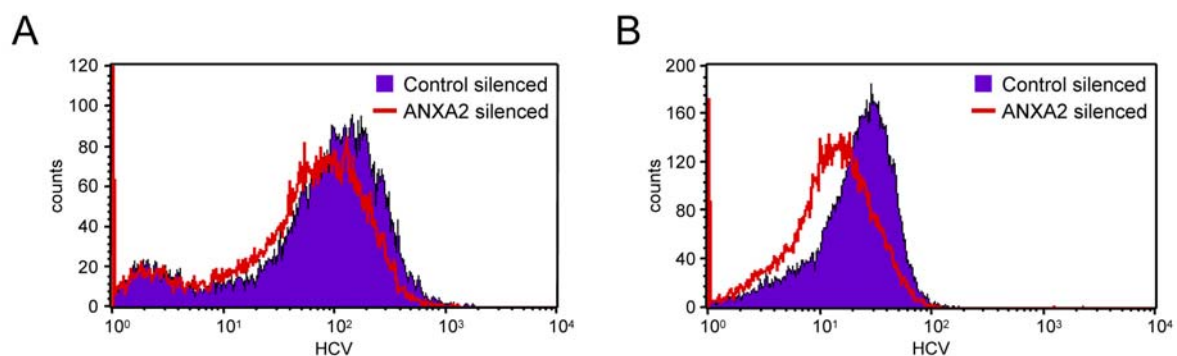 A
120
100
80
60
40
20
0
counts
Control silenced
ANXA2 silenced
10⁰ 10¹ 10² 10³ 10⁴
HCV
B
200
160
120
80
40
0
counts
Control silenced
ANXA2 silenced
10⁰ 10¹ 10² 10³ 10⁴
HCV